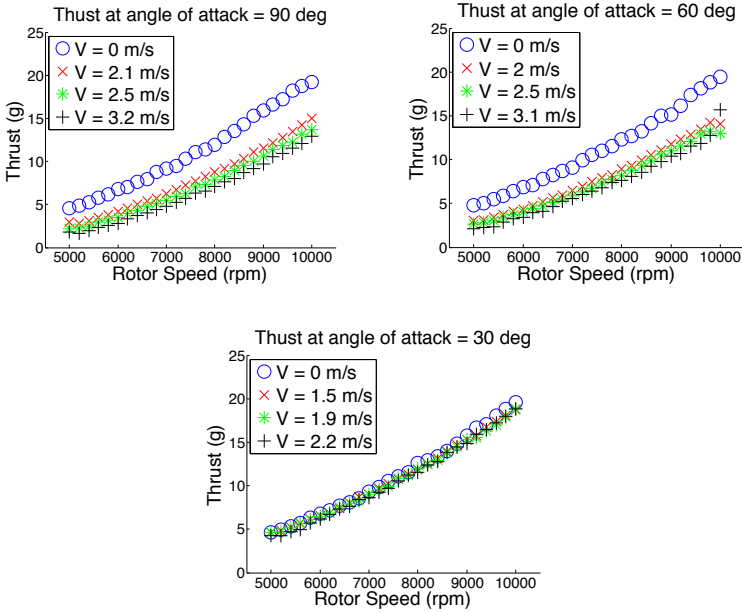 Thust at angle of attack = 90 deg
V = 0 m/s
V = 2.1 m/s
V = 2.5 m/s
V = 3.2 m/s
Thrust (g)
25
20
15
10
5
0
5000 6000 7000 8000 9000 10000
Rotor Speed (rpm)
Thust at angle of attack = 60 deg
V = 0 m/s
V = 2 m/s
V = 2.5 m/s
V = 3.1 m/s
Thrust (g)
25
20
15
10
5
0
5000 6000 7000 8000 9000 10000
Rotor Speed (rpm)
Thust at angle of attack = 30 deg
V = 0 m/s
V = 1.5 m/s
V = 1.9 m/s
V = 2.2 m/s
Thrust (g)
25
20
15
10
5
0
5000 6000 7000 8000 9000 10000
Rotor Speed (rpm)